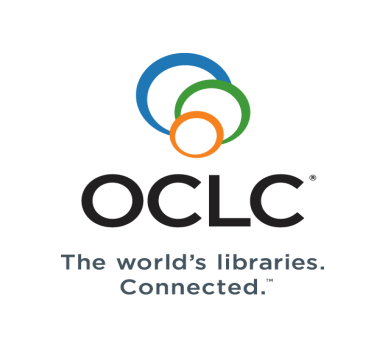 OCLC®
The world's libraries.
Connected.™